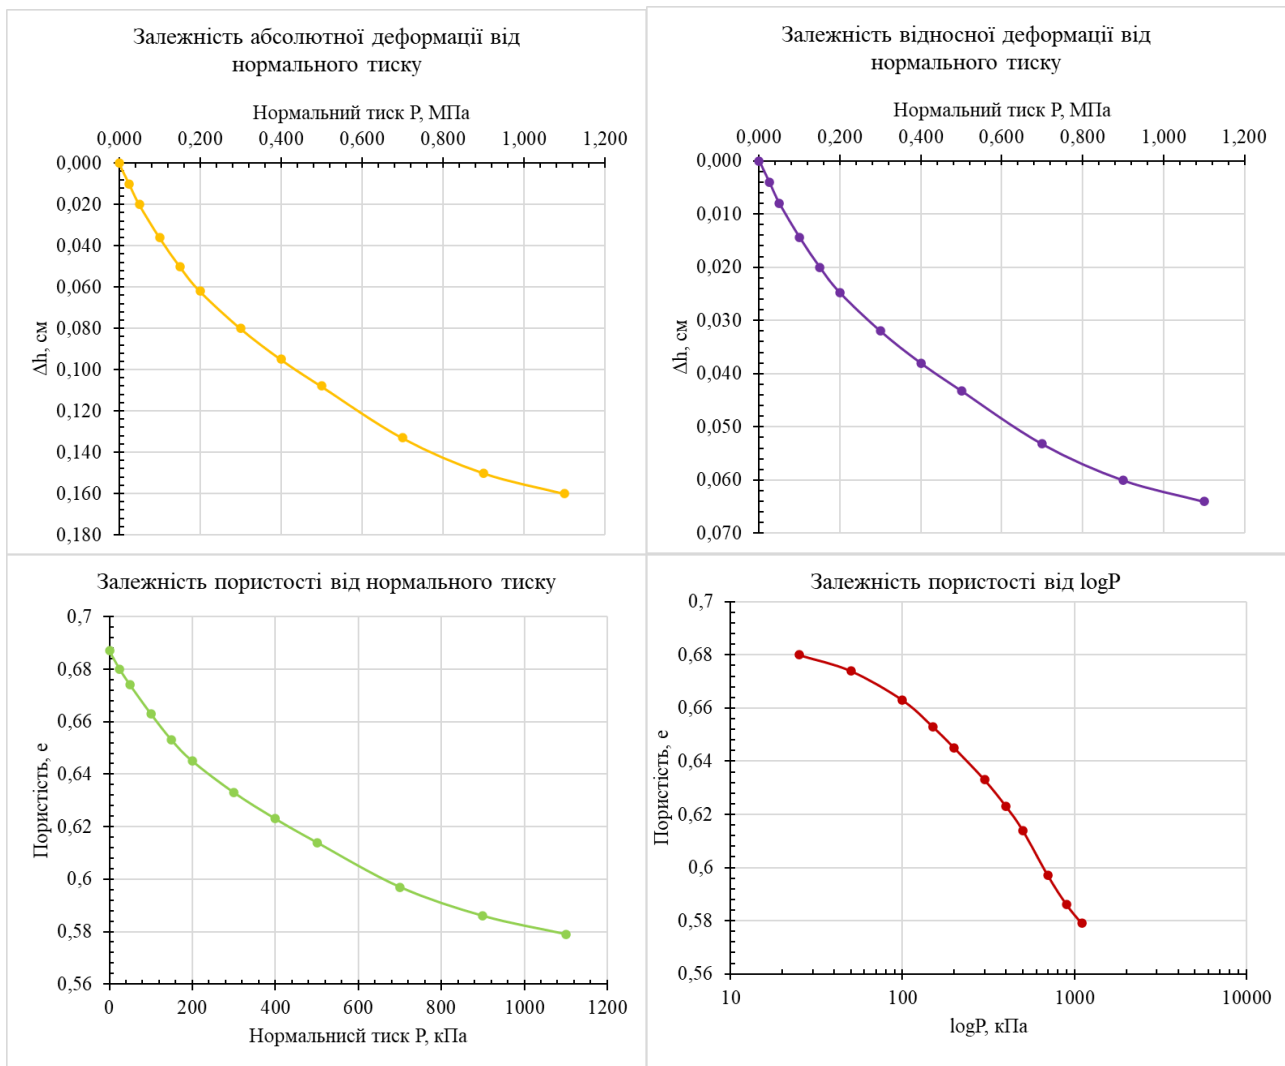 Залежність абсолютної деформації від
нормального тиску
Нормальний тиск Р, МПа
0,000 0,200 0,400 0,600 0,800 1,000 1,200
0,000
0,020
0,040
0,060
0,080
0,100
0,120
0,140
0,160
0,180
Δh, см
Залежність відносної деформації від
нормального тиску
Нормальний тиск Р, МПа
0,000 0,200 0,400 0,600 0,800 1,000 1,200
0,000
0,010
0,020
0,030
0,040
0,050
0,060
0,070
Δh, см
Залежність пористості від нормального тиску
0,7
0,68
0,66
0,64
0,62
0,6
0,58
0,56
Пористість, е
0 200 400 600 800 1000 1200
Нормальнисй тиск Р, кПа
Залежність пористості від logP
0,7
0,68
0,66
0,64
0,62
0,6
0,58
0,56
Пористість, е
10 100 1000 10000
logP, кПа